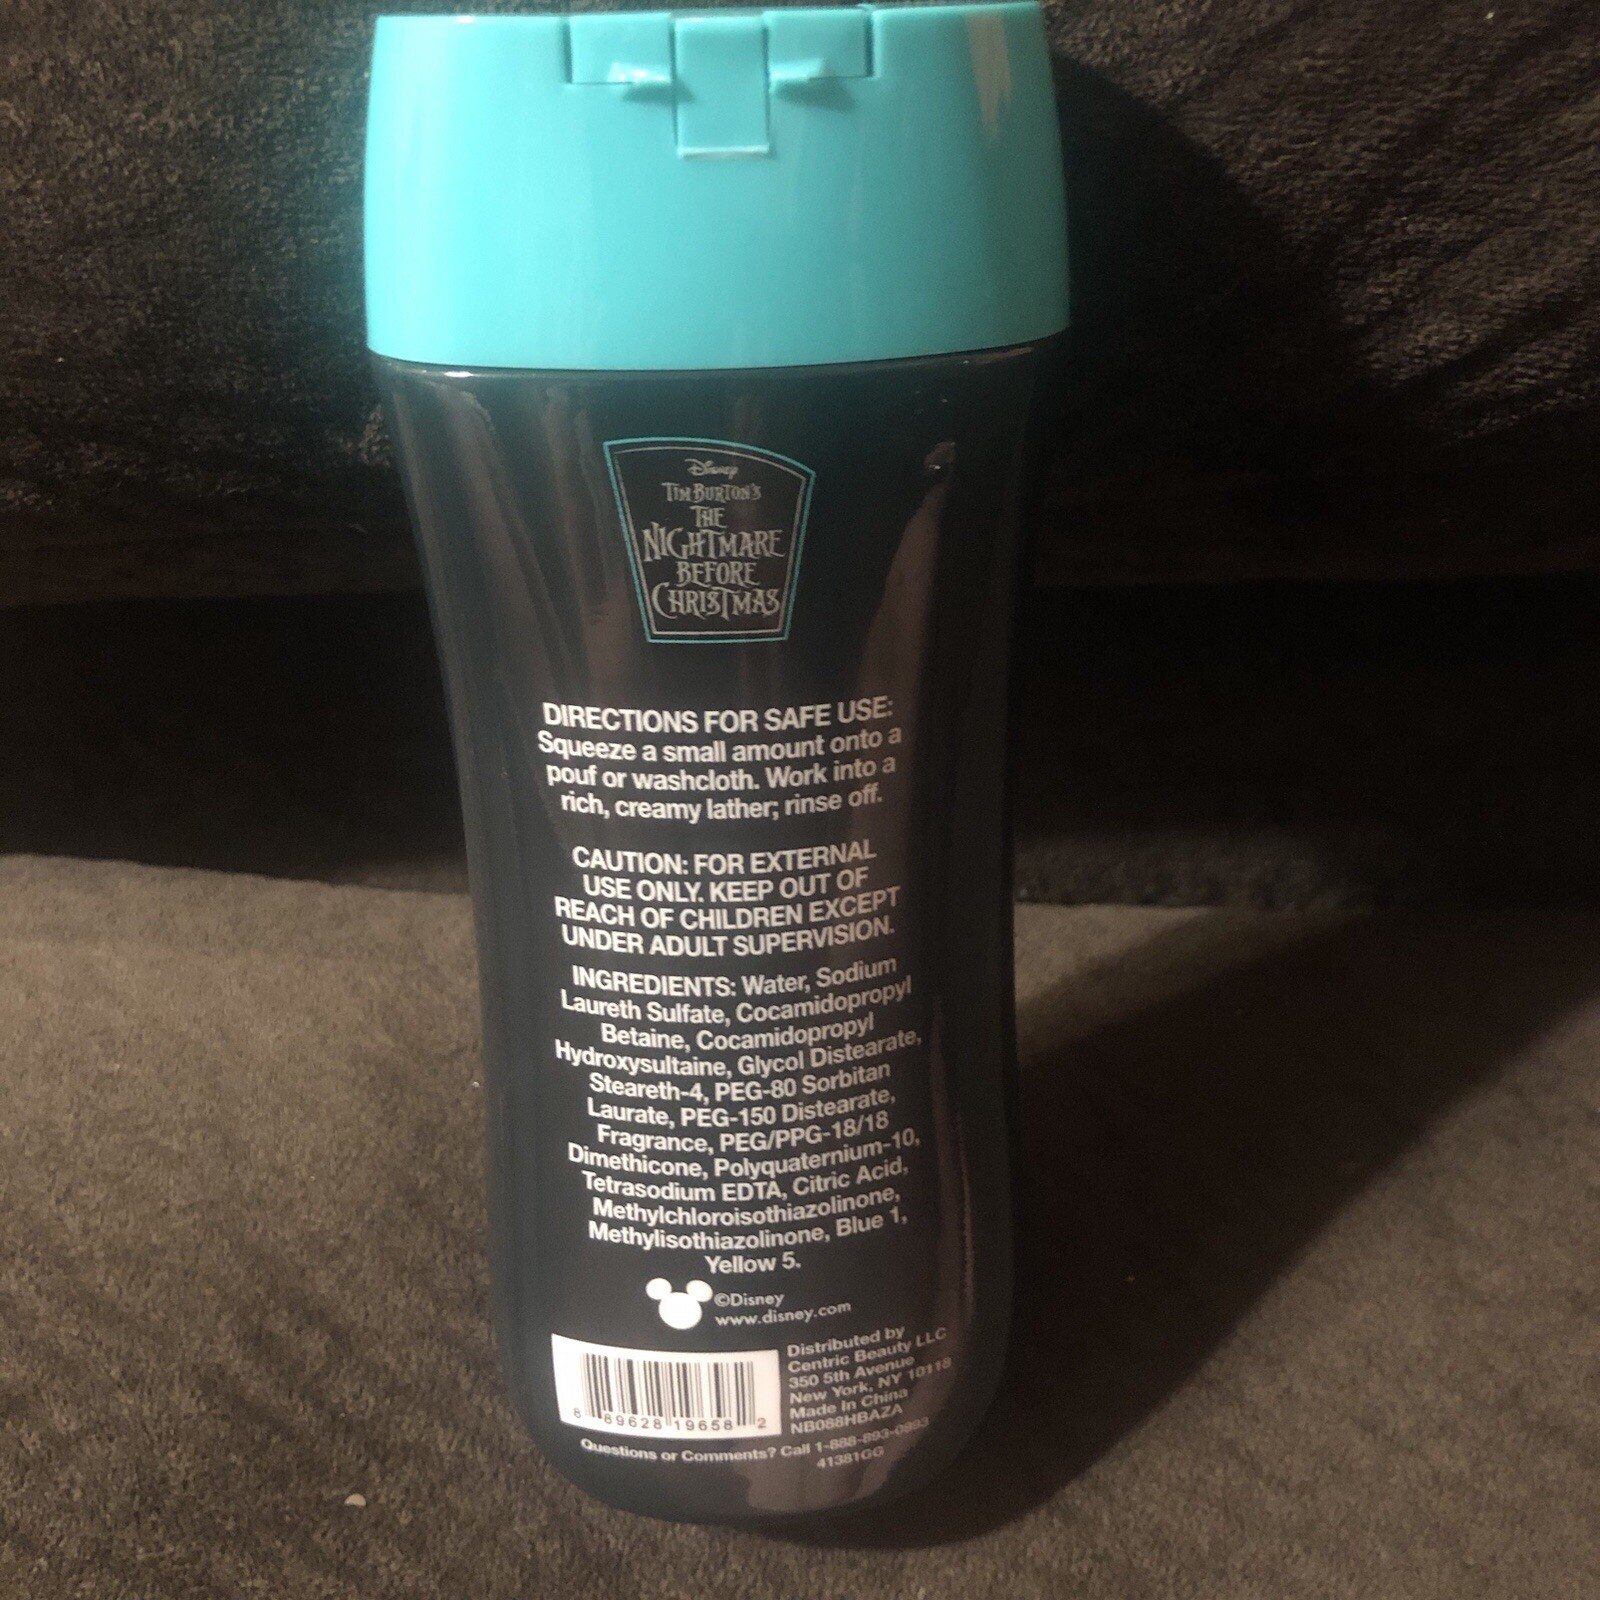 Disney
TIM BURTON'S
THE
NIGHTMARE
BEFORE
CHRISTMAS
DIRECTIONS FOR SAFE USE:
Squeeze a small amount onto a
pouf or washcloth. Work into a
rich, creamy lather; rinse off.
CAUTION: FOR EXTERNAL
USE ONLY. KEEP OUT OF
REACH OF CHILDREN EXCEPT
UNDER ADULT SUPERVISION.
INGREDIENTS: Water, Sodium
Laureth Sulfate, Cocamidopropyl
Betaine, Cocamidopropyl
Hydroxysultaine, Glycol Distearate,
Steareth-4, PEG-80 Sorbitan
Laurate, PEG-150 Distearate,
Fragrance, PEG/PPG-18/18
Dimethicone, Polyquaternium-10,
Tetrasodium EDTA, Citric Acid,
Methylchloroisothiazolinone,
Methylisothiazolinone, Blue 1,
Yellow 5.
©Disney
www.disney.com
Distributed by
Centric Beauty LLC
350 5th Avenue
New York, NY 10118
Made In China
NB088HBAZA
8 89628 19658 2
Questions or Comments? Call 1-888-893-0993
41381GG